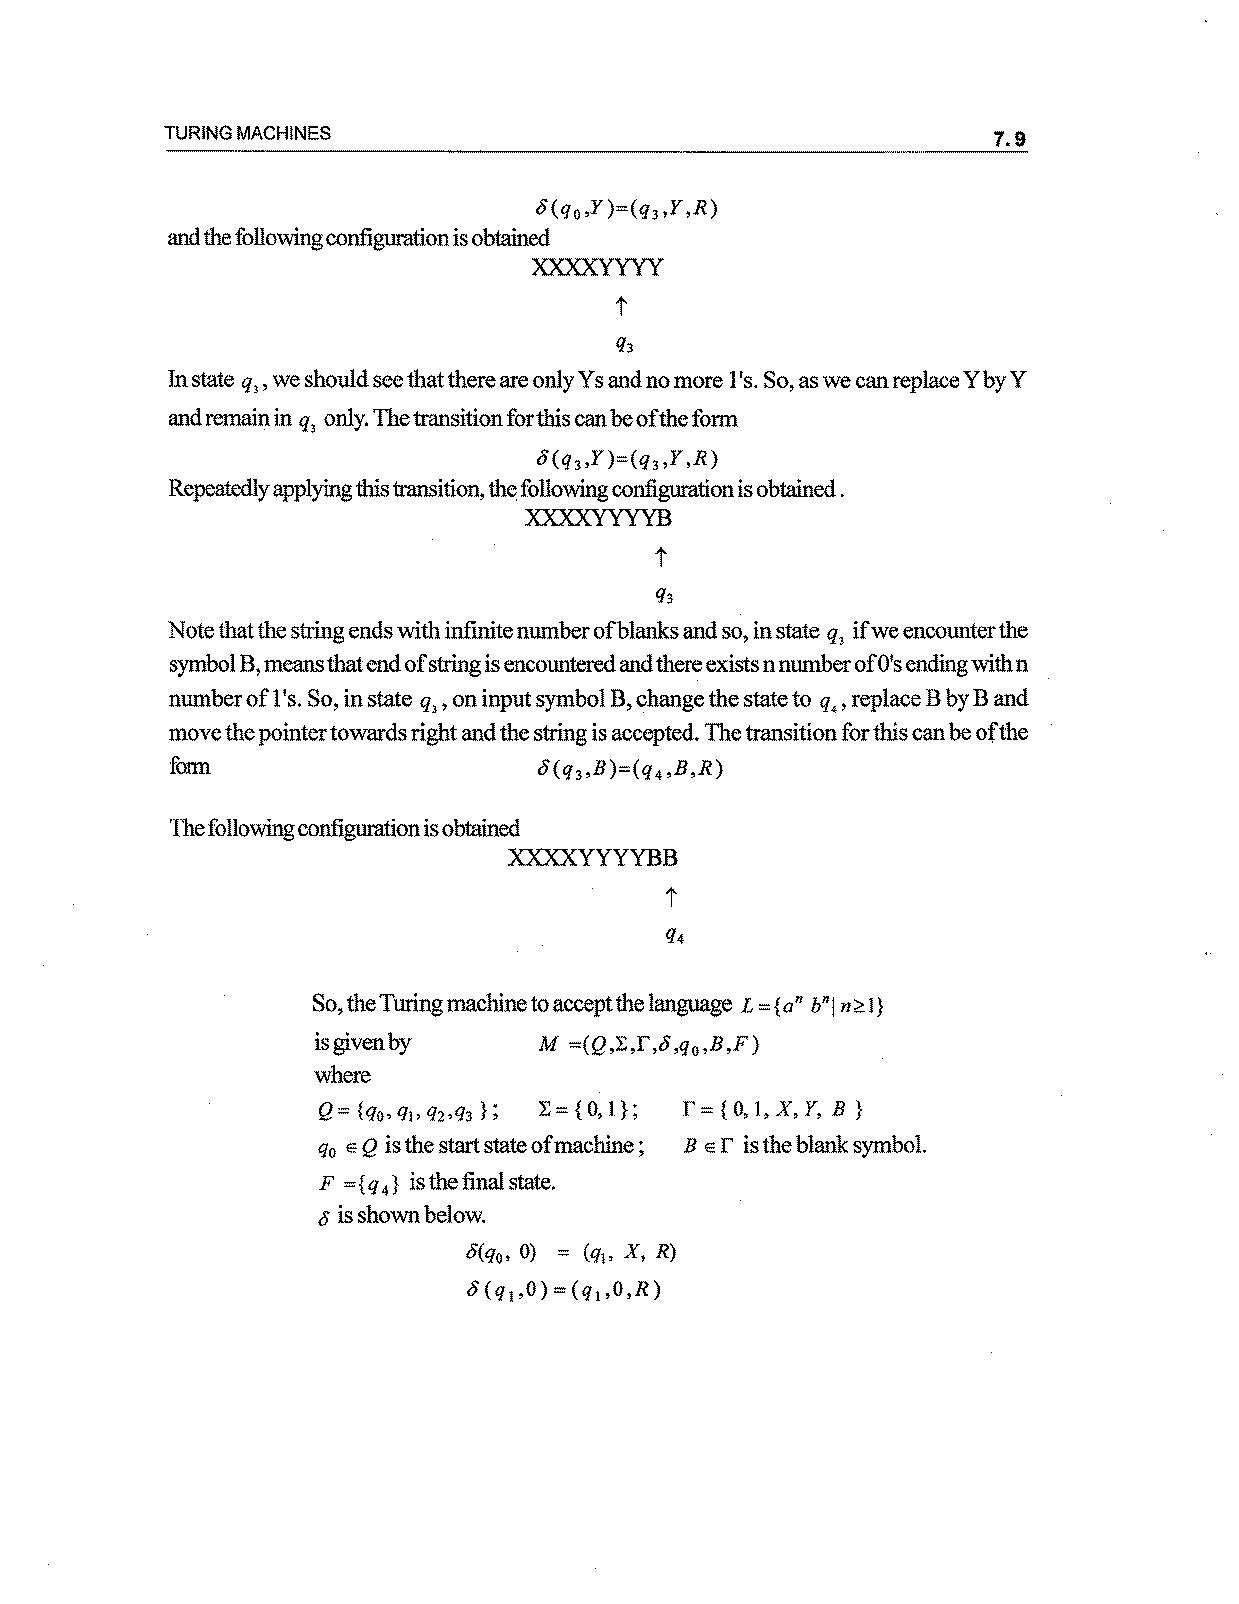 TURING MACHINES 7.9
δ(q₀,Y)=(q₃,Y,R)
and the following configuration is obtained
XXXXYYYY
↑
q₃
In state q₃, we should see that there are only Ys and no more 1's. So, as we can replace Y by Y
and remain in q₃ only. The transition for this can be of the form
δ(q₃,Y)=(q₃,Y,R)
Repeatedly applying this transition, the following configuration is obtained.
XXXXYYYYB
↑
q₃
Note that the string ends with infinite number of blanks and so, in state q₃ if we encounter the
symbol B, means that end of string is encountered and there exists n number of 0's ending with n
number of 1's. So, in state q₃, on input symbol B, change the state to q₄, replace B by B and
move the pointer towards right and the string is accepted. The transition for this can be of the
form δ(q₃,B)=(q₄,B,R)
The following configuration is obtained
XXXXYYYYBB
↑
q₄
So, the Turing machine to accept the language L={aⁿ bⁿ| n≥1}
is given by M =(Q,Σ,Γ,δ,q₀,B,F)
where
Q = {q₀, q₁, q₂,q₃ }; Σ = {0, 1}; Γ = { 0, 1, X, Y, B }
q₀ ∈ Q is the start state of machine ; B ∈ Γ is the blank symbol.
F ={q₄} is the final state.
δ is shown below.
δ(q₀, 0) = (q₁, X, R)
δ(q₁,0)=(q₁,0,R)